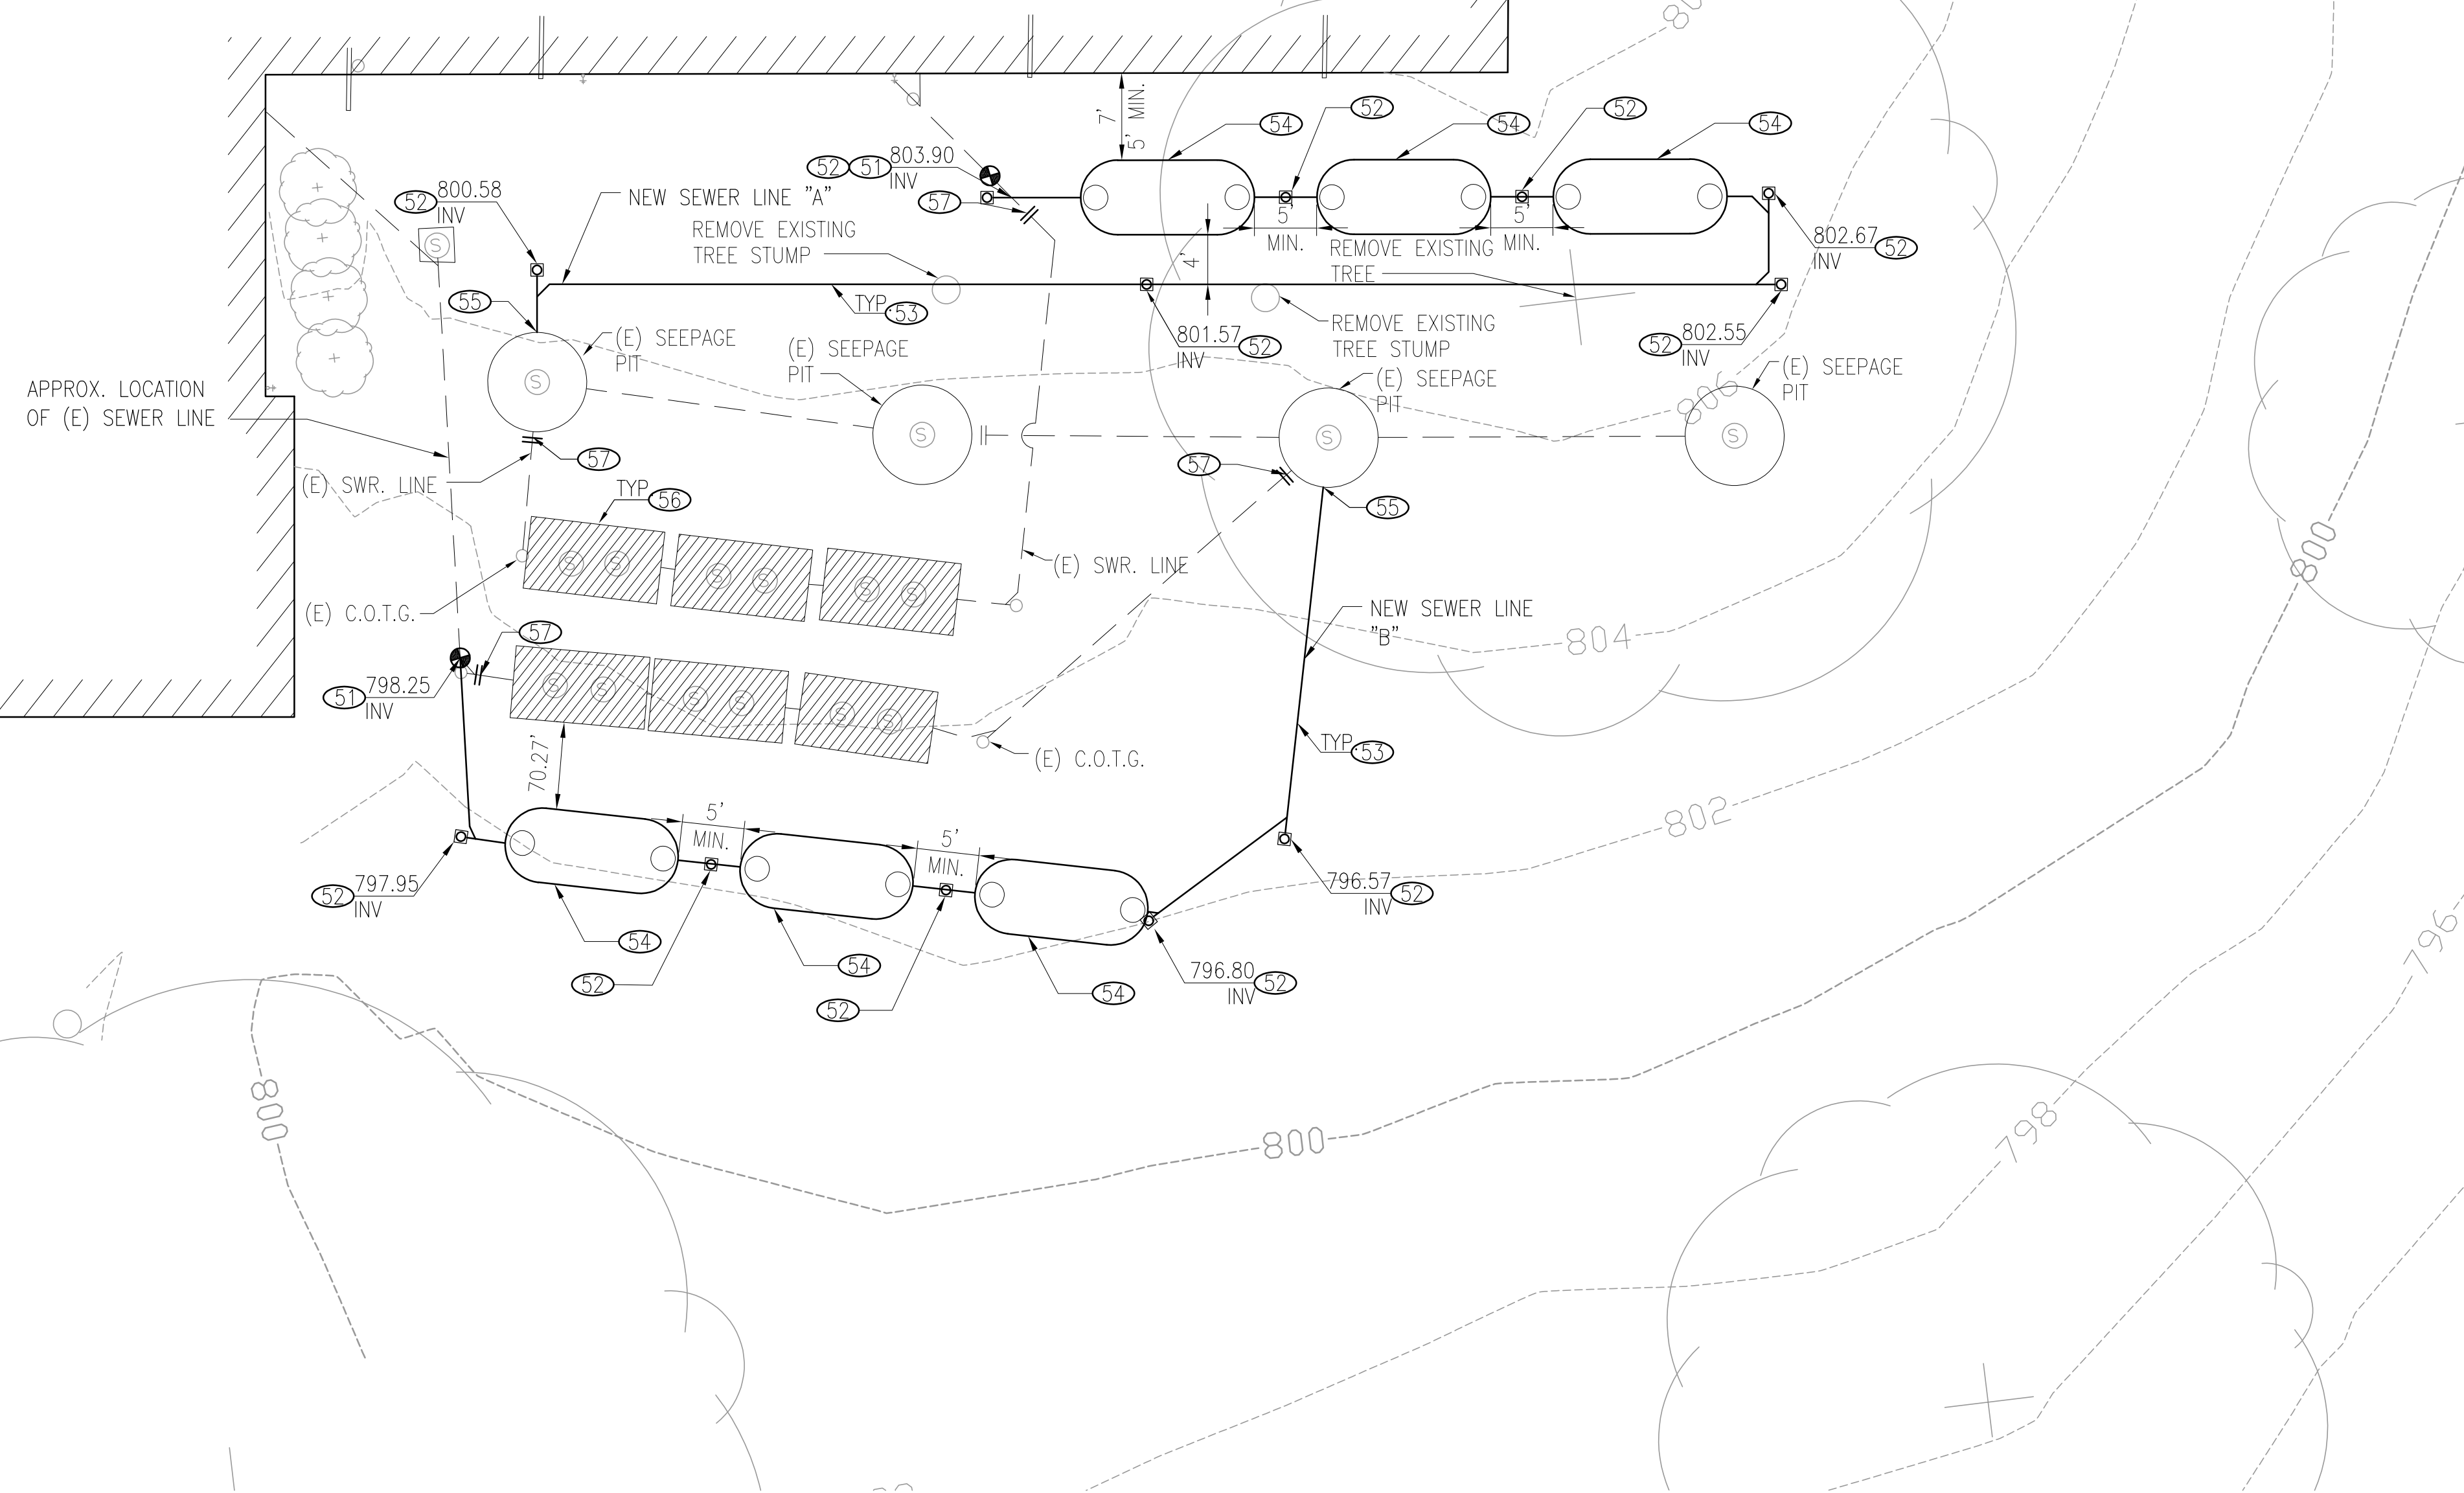 80
7'
5' MIN.
54
52
54
52
54
52 51 803.90
INV
57
52 800.58
INV
NEW SEWER LINE "A"
REMOVE EXISTING
TREE STUMP
5'
MIN.
5'
MIN.
4'
REMOVE EXISTING
TREE
802.67
INV 52
S
55
TYP. 53
801.57
INV 52
REMOVE EXISTING
TREE STUMP
52 802.55
INV
(E) SEEPAGE
PIT
(E) SEEPAGE
PIT
(E) SEEPAGE
PIT
(E) SEEPAGE
PIT
S
S
S
S
806
APPROX. LOCATION
OF (E) SEWER LINE
57
57
(E) SWR. LINE
TYP. 56
55
800
S S S S S S
(E) SWR. LINE
(E) C.O.T.G.
NEW SEWER LINE
"B"
804
57
51 798.25
INV
S S S S S S
70.27'
(E) C.O.T.G.
TYP. 53
802
5'
MIN.
5'
MIN.
52 797.95
INV
796.57
INV 52
54
54
52
52
54
796.80
INV 52
796
800
800
798